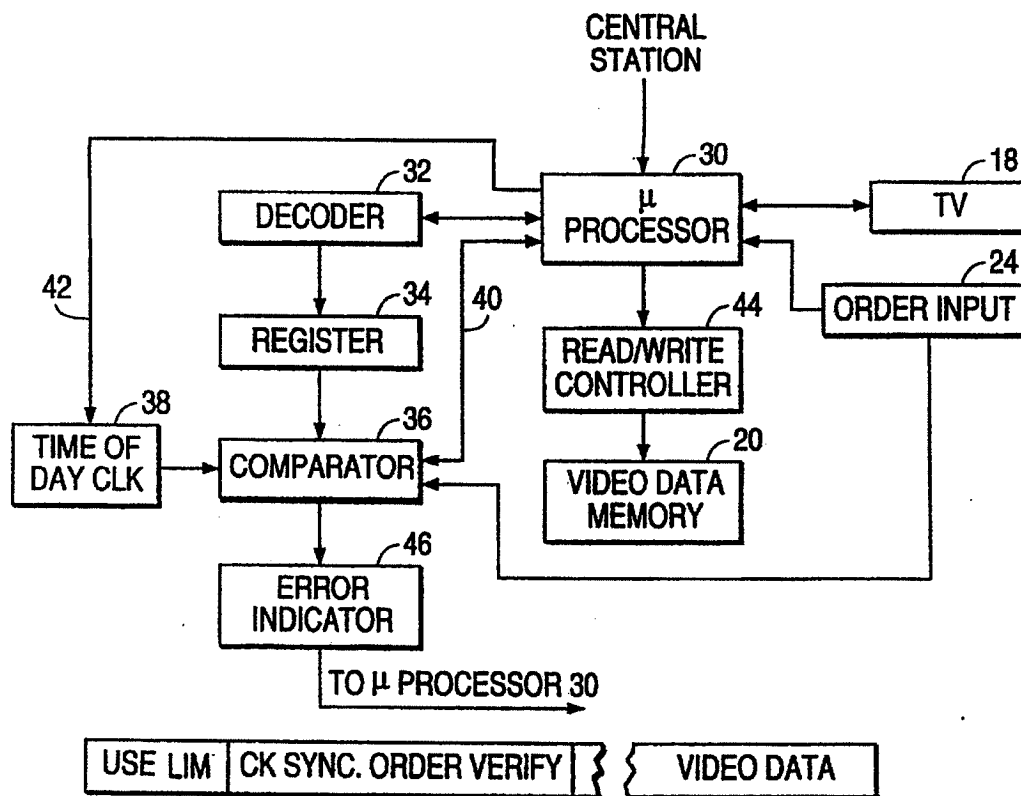 CENTRAL
STATION
30
μ
PROCESSOR
32
DECODER
18
TV
24
ORDER INPUT
42
34
REGISTER
40
44
READ/WRITE
CONTROLLER
38
TIME OF
DAY CLK
36
COMPARATOR
20
VIDEO DATA
MEMORY
46
ERROR
INDICATOR
TO μ PROCESSOR 30
USE LIM CK SYNC. ORDER VERIFY VIDEO DATA